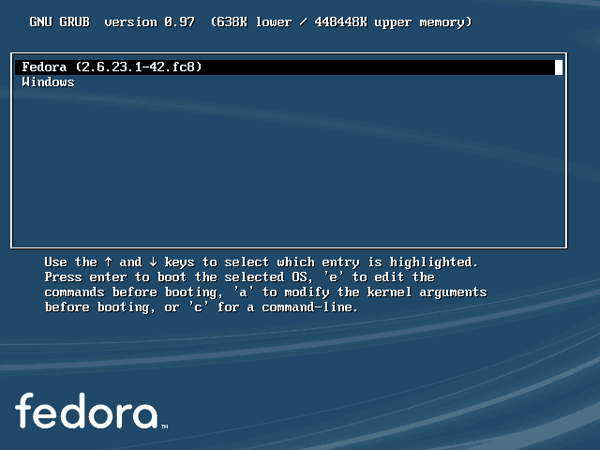 GNU GRUB  version 0.97  (638K lower / 448448K upper memory)
Fedora (2.6.23.1-42.fc8)
Windows
Use the ↑ and ↓ keys to select which entry is highlighted.
Press enter to boot the selected OS, 'e' to edit the
commands before booting, 'a' to modify the kernel arguments
before booting, or 'c' for a command-line.
fedora™